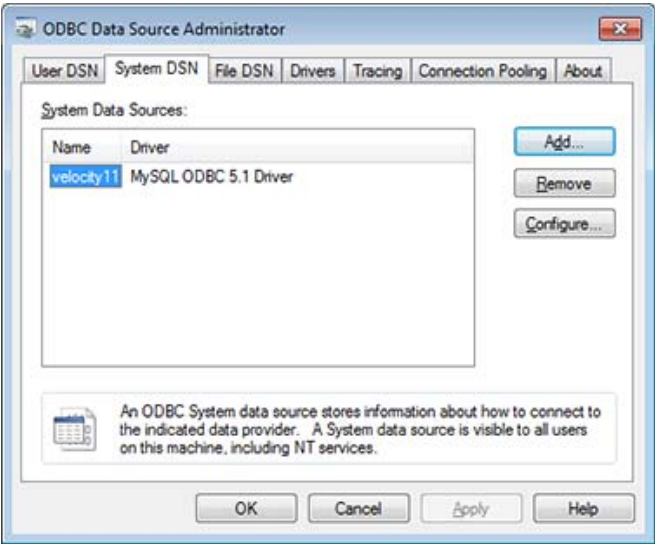 ODBC Data Source Administrator
User DSN System DSN File DSN Drivers Tracing Connection Pooling About
System Data Sources:
Name Driver
velocity11 MySQL ODBC 5.1 Driver
Add...
Remove
Configure...
An ODBC System data source stores information about how to connect to
the indicated data provider. A System data source is visible to all users
on this machine, including NT services.
OK Cancel Apply Help